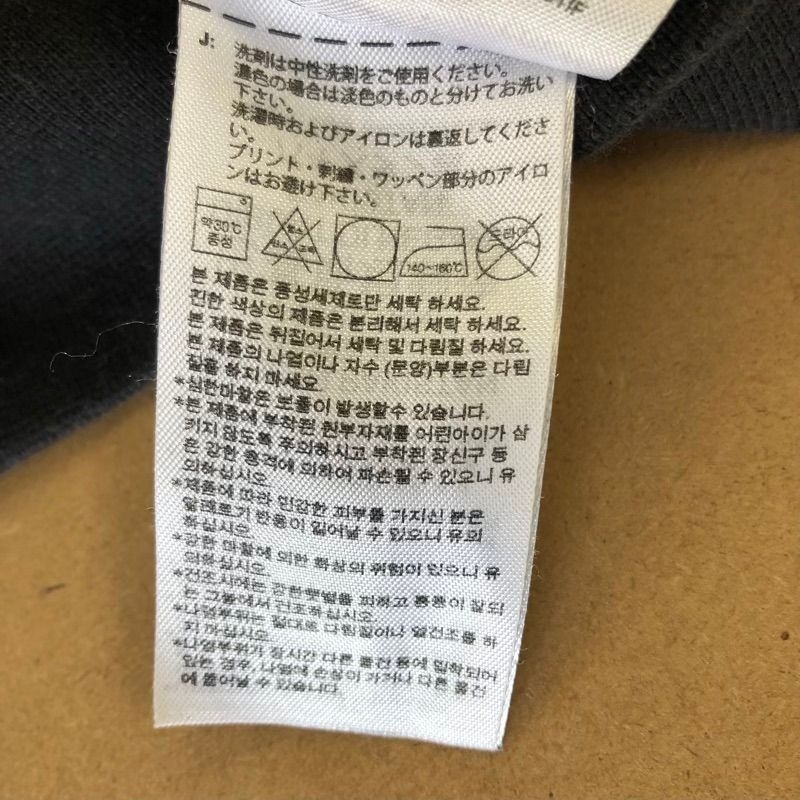 J: 洗剤は中性洗剤をご使用ください。
濃色の場合は淡色のものと分けてお洗い
下さい。
洗濯時およびアイロンは裏返してくださ
い。
プリント・刺繍・ワッペン部分のアイロ
ンはお避け下さい。
약30℃
중성
염소
산소 표백
140~160℃
드라이
본 제품은 중성세제로만 세탁 하세요.
진한 색상의 제품은 분리해서 세탁 하세요.
본 제품은 뒤집어서 세탁 및 다림질 하세요.
본 제품의 나염이나 자수 (문양)부분은 다림
질을 하지 마세요.
*심한마찰은 보풀이 발생할수 있습니다.
*본 제품에 부착된 원부자재를 어린아이가 삼
키지 않도록 주의하시고 부착된 장신구 등
은 강한 충격에 의하여 파손될 수 있으니 유
의하십시오.
*제품에 따라 민감한 피부를 가지신 분은
알레르기 반응이 일어날 수 있으니 유의
하십시오.
*강한 마찰에 의한 화상의 위험이 있으니 유
의하십시오.
*건조시에는 강한햇볕을 피하고 통풍이 잘되
는 그늘에서 건조하십시오.
*나염부위는 절대로 다림질이나 열건조를 하
지 마십시오.
*나염부위가 장시간 다른 물건 등에 밀착되어
있는 경우, 나염에 손상이 가거나 다른 물건
에 묻어날 수 있습니다.